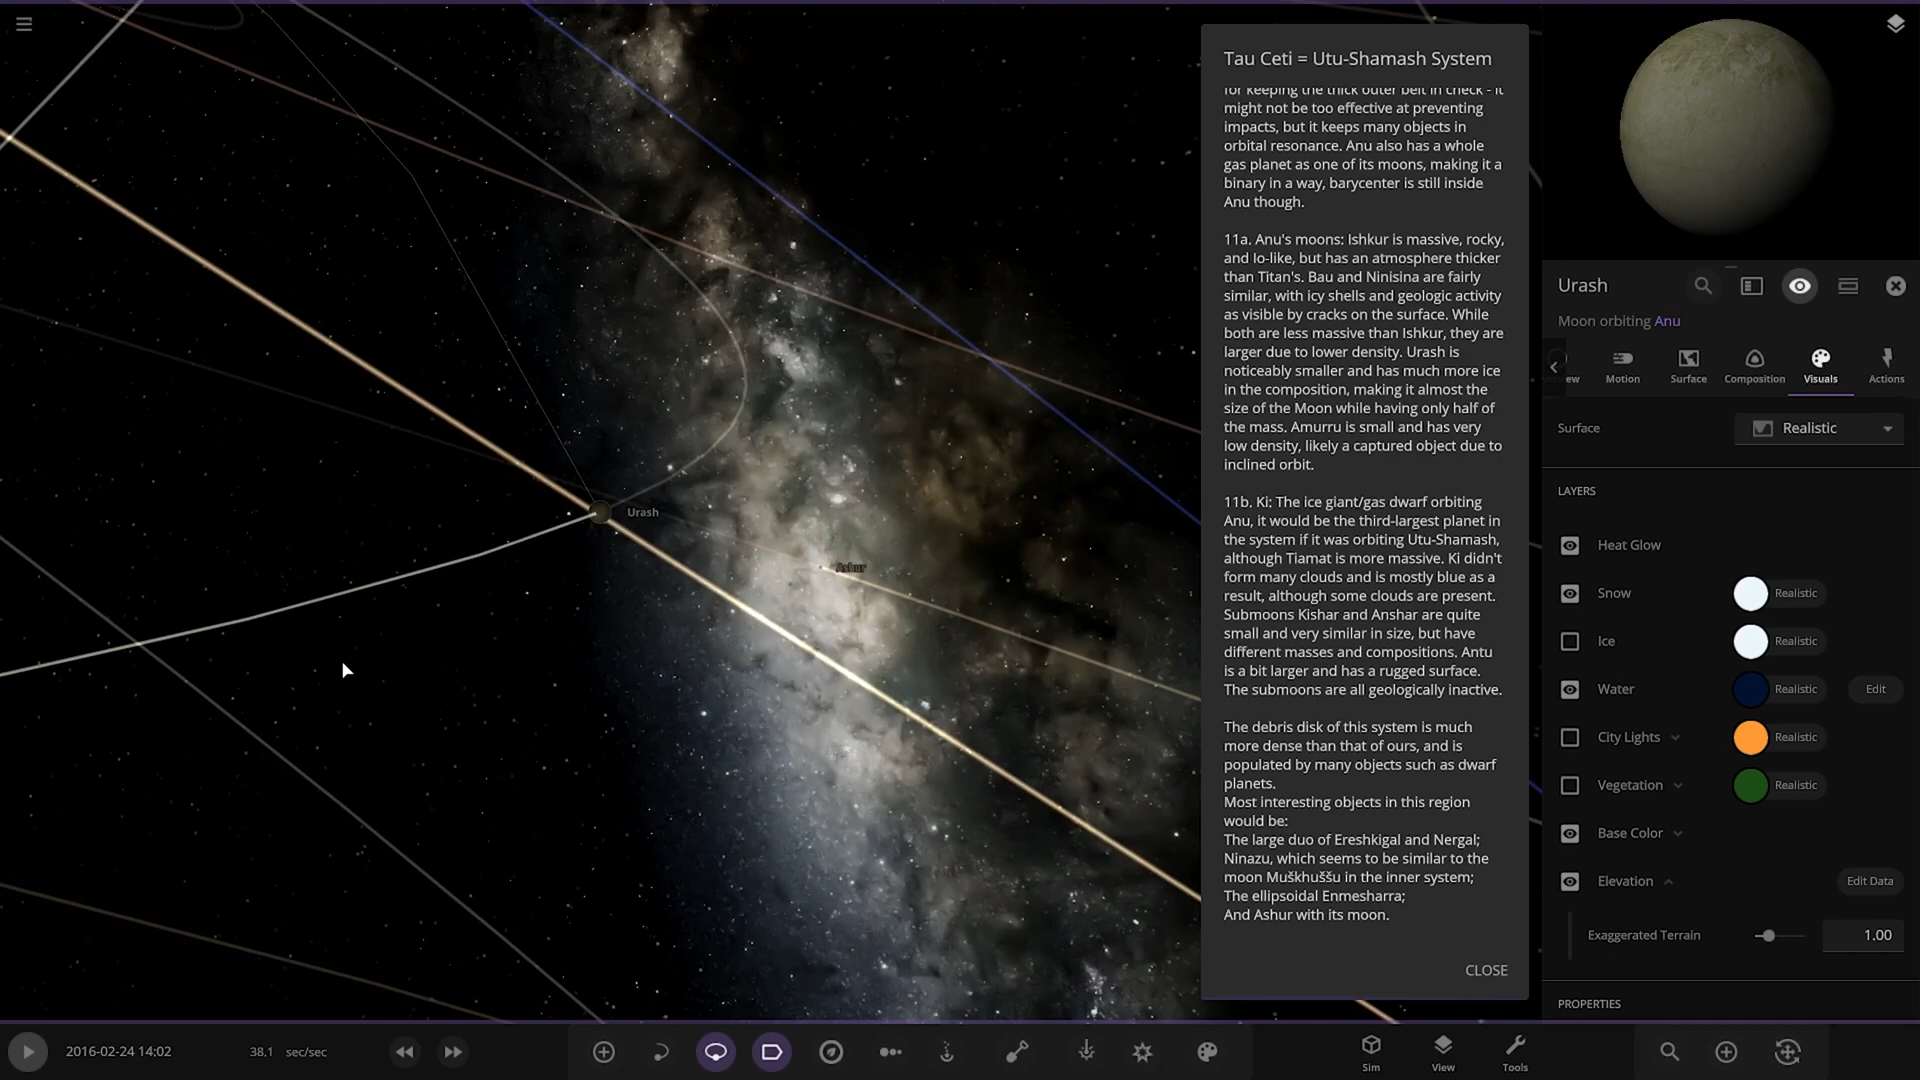 Tau Ceti = Utu-Shamash System
for keeping the thick outer belt in check - it
might not be too effective at preventing
impacts, but it keeps many objects in
orbital resonance. Anu also has a whole
gas planet as one of its moons, making it a
binary in a way, barycenter is still inside
Anu though.
11a. Anu's moons: Ishkur is massive, rocky,
and Io-like, but has an atmosphere thicker
than Titan's. Bau and Ninisina are fairly
similar, with icy shells and geologic activity
as visible by cracks on the surface. While
both are less massive than Ishkur, they are
larger due to lower density. Urash is
noticeably smaller and has much more ice
in the composition, making it almost the
size of the Moon while having only half of
the mass. Amurru is small and has very
low density, likely a captured object due to
inclined orbit.
11b. Ki: The ice giant/gas dwarf orbiting
Anu, it would be the third-largest planet in
the system if it was orbiting Utu-Shamash,
although Tiamat is more massive. Ki didn't
form many clouds and is mostly blue as a
result, although some clouds are present.
Submoons Kishar and Anshar are quite
small and very similar in size, but have
different masses and compositions. Antu
is a bit larger and has a rugged surface.
The submoons are all geologically inactive.
The debris disk of this system is much
more dense than that of ours, and is
populated by many objects such as dwarf
planets.
Most interesting objects in this region
would be:
The large duo of Ereshkigal and Nergal;
Ninazu, which seems to be similar to the
moon Muškhuššu in the inner system;
The ellipsoidal Enmesharra;
And Ashur with its moon.
CLOSE
Urash
Ashur
Urash
Moon orbiting Anu
ew
Motion
Surface
Composition
Visuals
Actions
Surface
Realistic
LAYERS
Heat Glow
Snow
Realistic
Ice
Realistic
Water
Realistic
Edit
City Lights
Realistic
Vegetation
Realistic
Base Color
Elevation
Edit Data
Exaggerated Terrain
1.00
PROPERTIES
2016-02-24 14:02
38.1 sec/sec
Sim
View
Tools